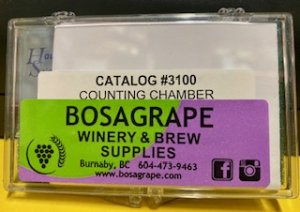 CATALOG #3100
COUNTING CHAMBER
BOSAGRAPE
WINERY & BREW
SUPPLIES
Burnaby, BC 604-473-9463
www.bosagrape.com